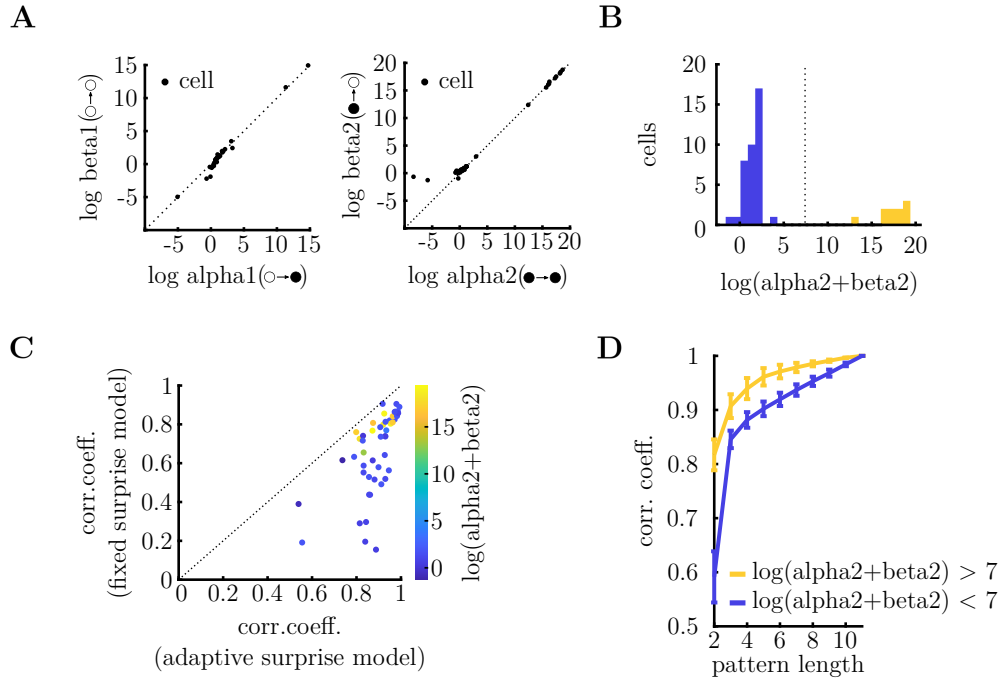 A
B
15
10
5
0
-5
-5
0
5
10
15
cell
log beta1(○→○)
log alpha1(○→●)
20
15
10
5
0
-5
-5
0
5
10
15
20
cell
log beta2(●→○)
log alpha2(●→●)
20
15
10
5
0
0
5
10
15
20
cells
log(alpha2+beta2)
C
D
1
0.8
0.6
0.4
0.2
0
0
0.2
0.4
0.6
0.8
1
corr.coeff.
(fixed surprise model)
corr.coeff.
(adaptive surprise model)
15
10
5
0
log(alpha2+beta2)
1
0.9
0.8
0.7
0.6
0.5
2
4
6
8
10
corr. coeff.
pattern length
log(alpha2+beta2) > 7
log(alpha2+beta2) < 7